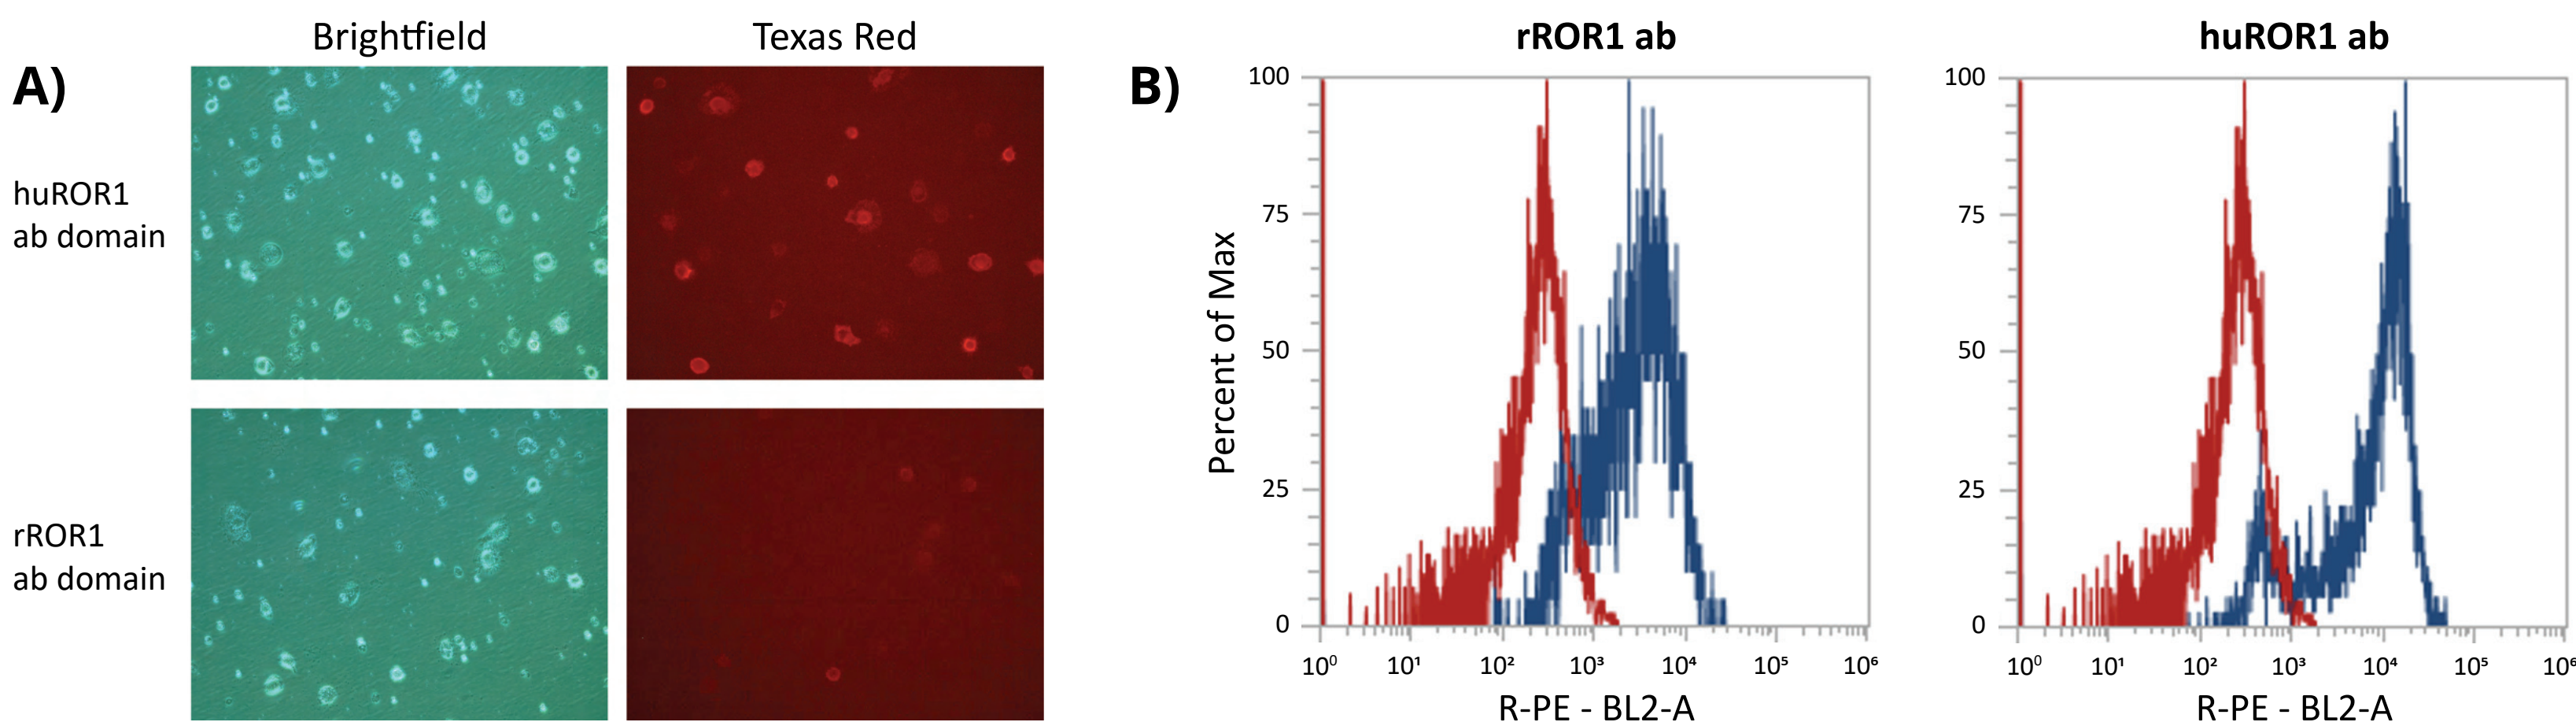 A)
Brightfield
Texas Red
huROR1
ab domain
rROR1
ab domain
B)
rROR1 ab
huROR1 ab
Percent of Max
100
75
50
25
0
10⁰ 10¹ 10² 10³ 10⁴ 10⁵ 10⁶
R-PE - BL2-A
100
75
50
25
0
10⁰ 10¹ 10² 10³ 10⁴ 10⁵ 10⁶
R-PE - BL2-A